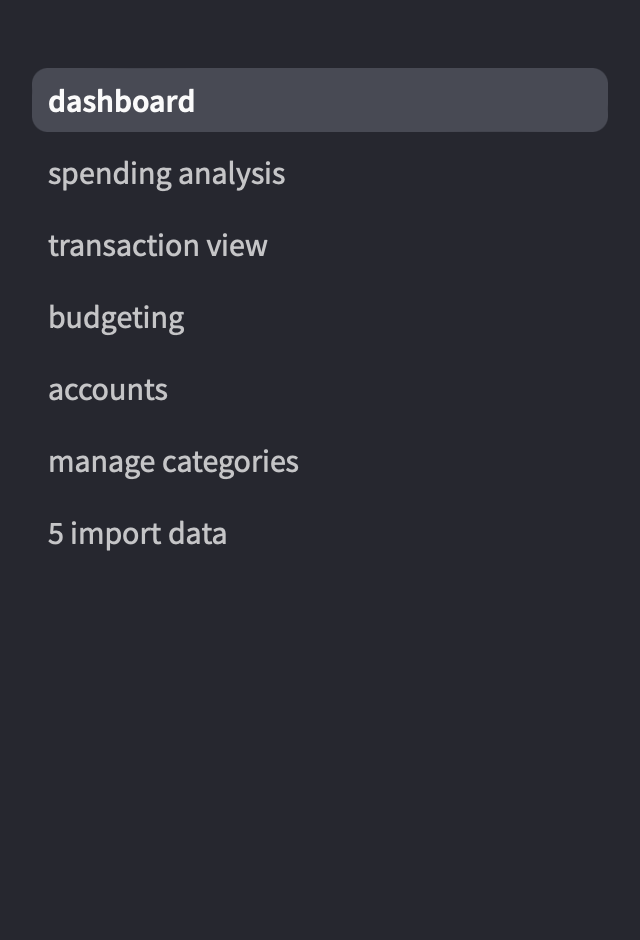 dashboard
spending analysis
transaction view
budgeting
accounts
manage categories
5 import data